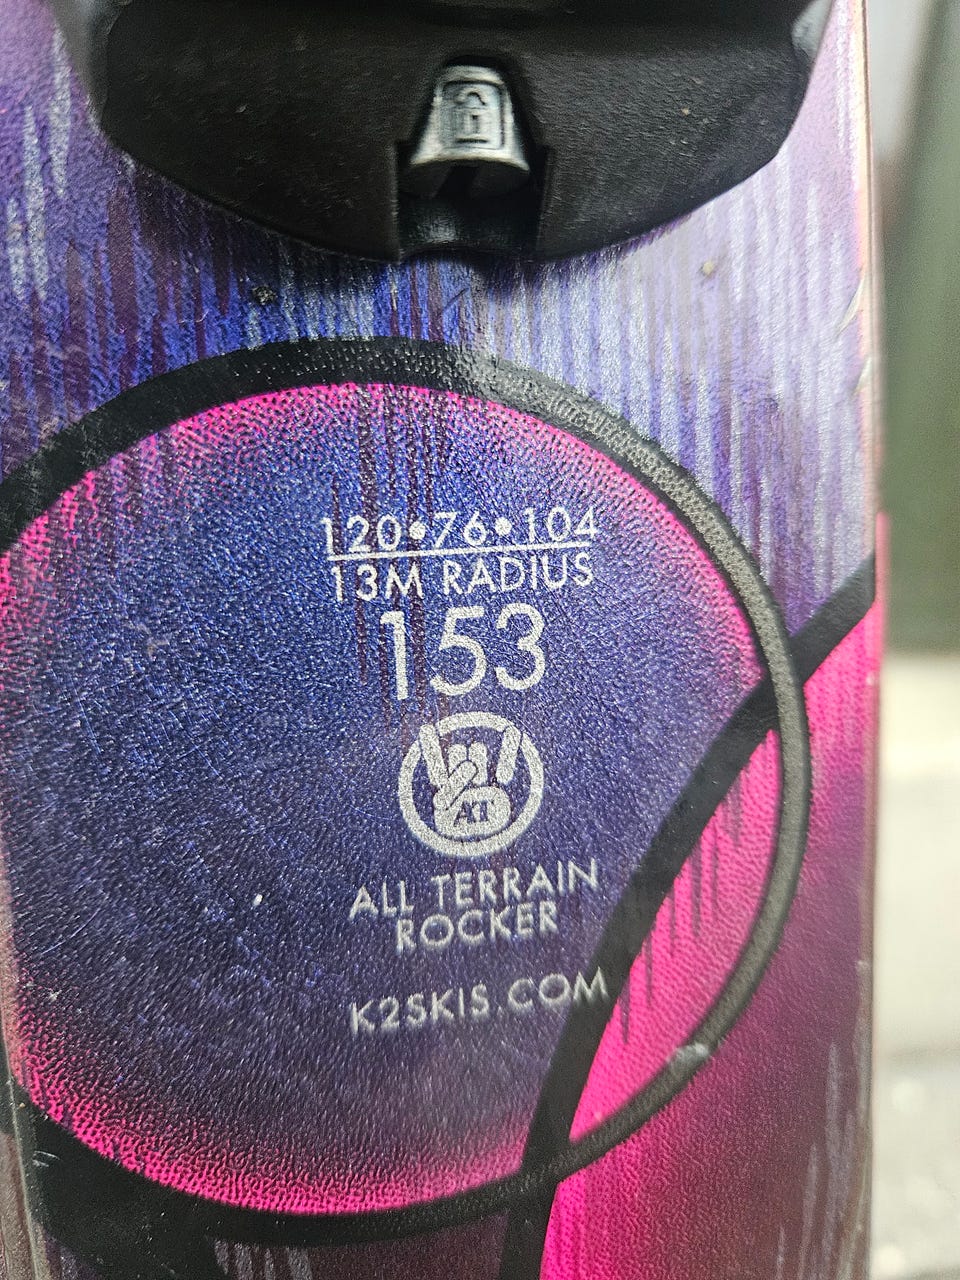 120•76•104
13M RADIUS
153
AT
ALL TERRAIN
ROCKER
K2SKIS.COM